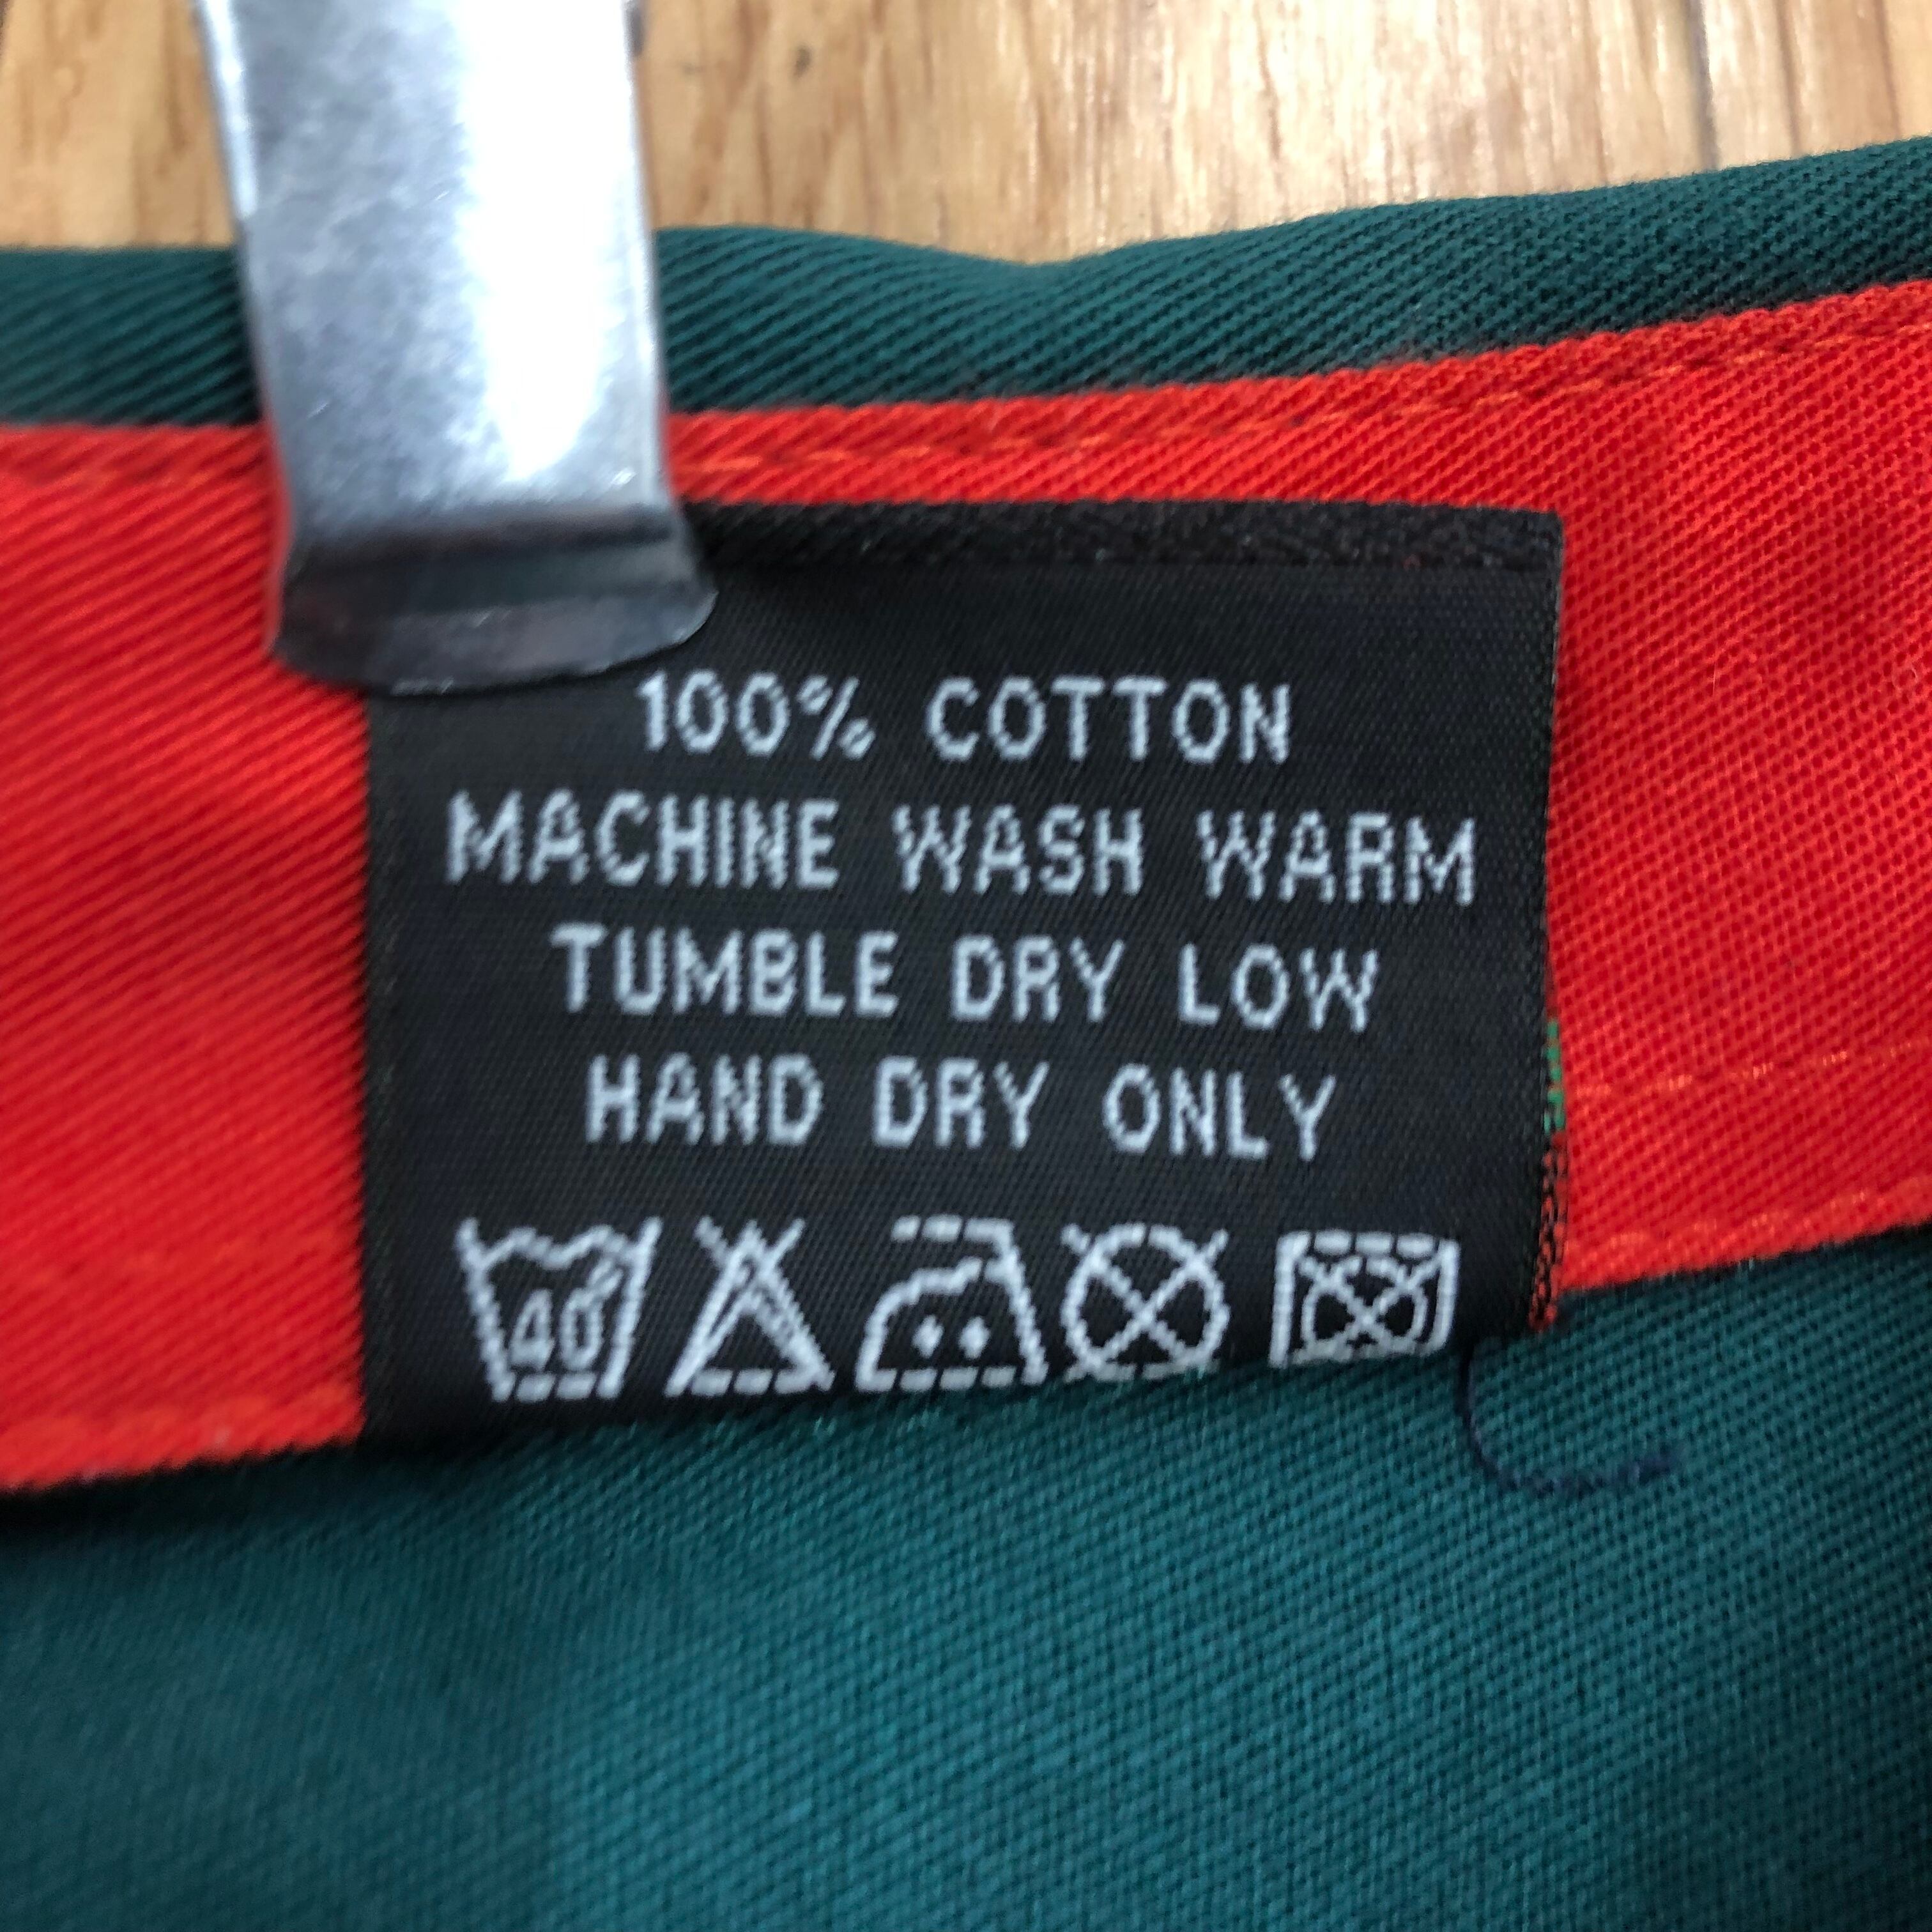 100% COTTON
MACHINE WASH WARM
TUMBLE DRY LOW
HAND DRY ONLY
40°